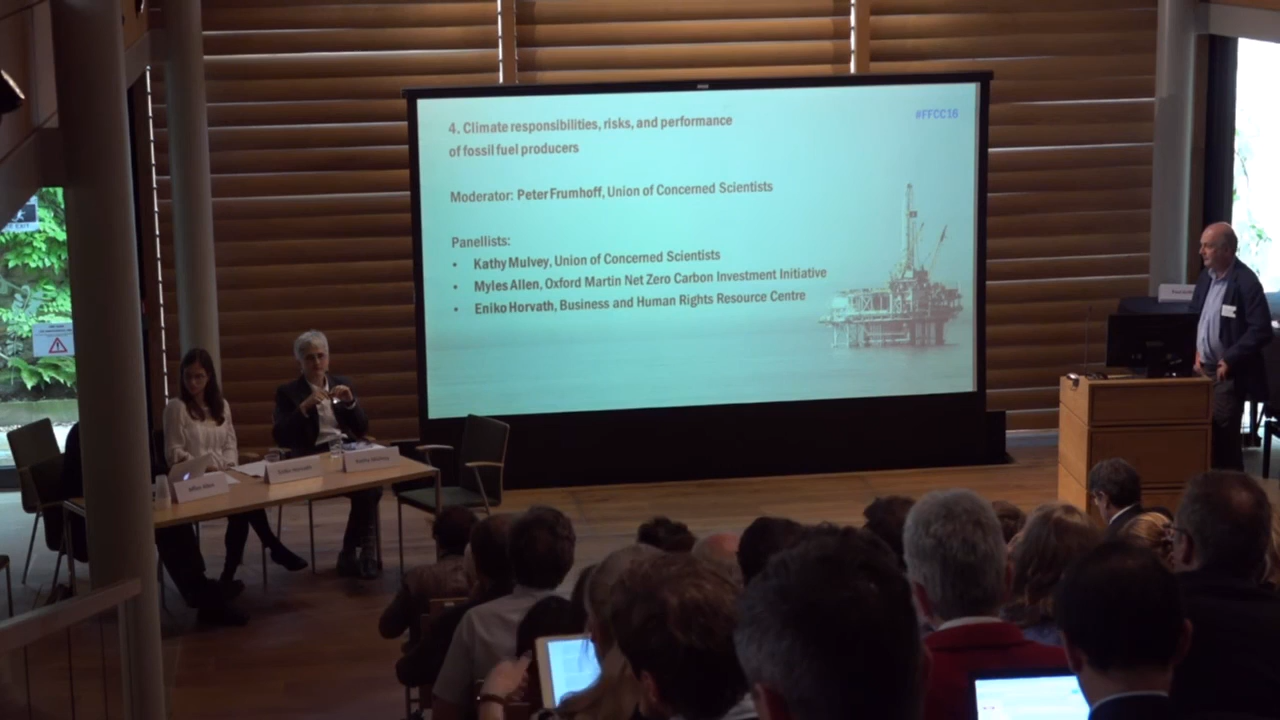 4. Climate responsibilities, risks, and performance
of fossil fuel producers
#FFCC16
Moderator: Peter Frumhoff, Union of Concerned Scientists
Panellists:
• Kathy Mulvey, Union of Concerned Scientists
• Myles Allen, Oxford Martin Net Zero Carbon Investment Initiative
• Eniko Horvath, Business and Human Rights Resource Centre